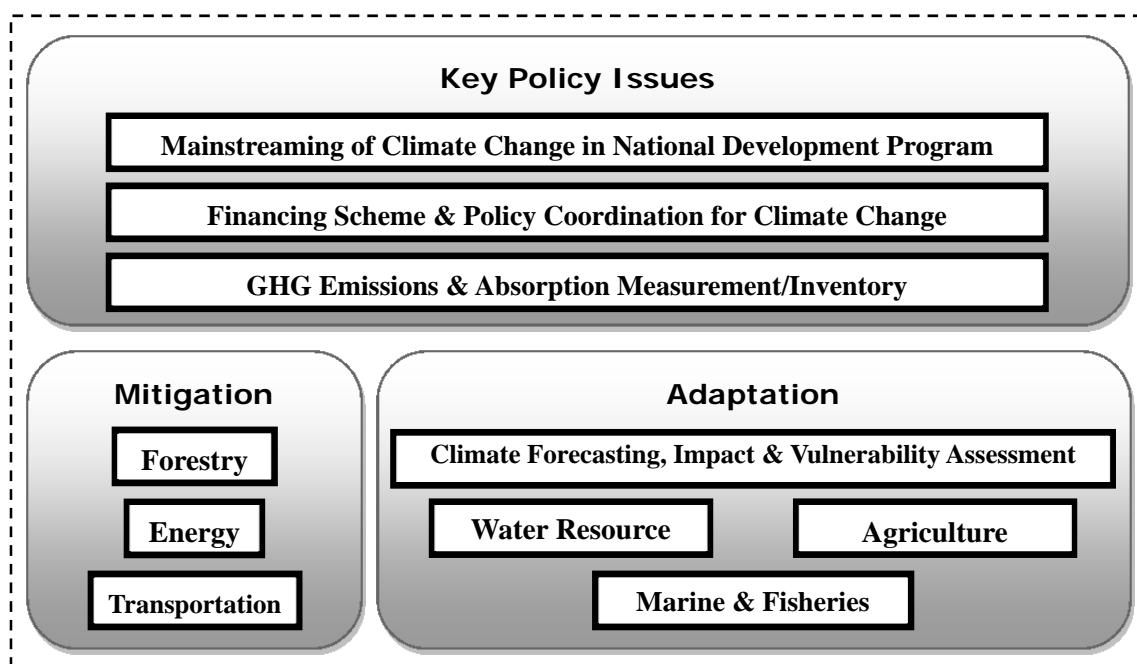 Key Policy Issues
Mainstreaming of Climate Change in National Development Program
Financing Scheme & Policy Coordination for Climate Change
GHG Emissions & Absorption Measurement/Inventory
Mitigation
Forestry
Energy
Transportation
Adaptation
Climate Forecasting, Impact & Vulnerability Assessment
Water Resource
Agriculture
Marine & Fisheries